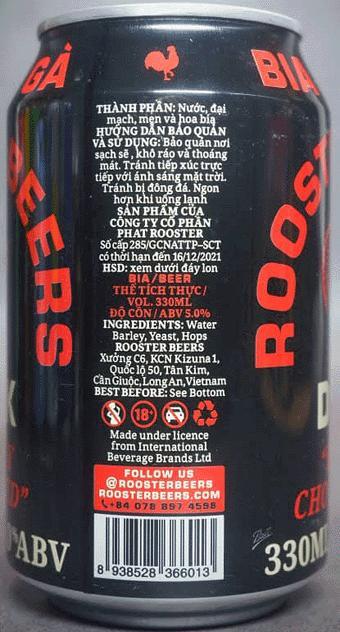 GÀ
BIA
BEERS
ROOST
THÀNH PHẦN: Nước, đại
mạch, men và hoa bia
HƯỚNG DẪN BẢO QUẢN
VÀ SỬ DỤNG: Bảo quản nơi
sạch sẽ, khô ráo và thoáng
mát. Tránh tiếp xúc trực
tiếp với ánh sáng mặt trời.
Tránh bị đông đá. Ngon
hơn khi uống lạnh
SẢN PHẨM CỦA
CÔNG TY CỔ PHẦN
PHAT ROOSTER
Số cấp 285/GCNATTP-SCT
có thời hạn đến 16/12/2021
HSD: xem dưới đáy lon
BIA/BEER
THỂ TÍCH THỰC/
VOL. 330ML
ĐỘ CỒN/ABV 5.0%
INGREDIENTS: Water
Barley, Yeast, Hops
ROOSTER BEERS
Xưởng C6, KCN Kizuna 1,
Quốc lộ 50, Tân Kim,
Cần Giuộc, Long An, Vietnam
BEST BEFORE: See Bottom
18+
Made under licence
from International
Beverage Brands Ltd
FOLLOW US
@ROOSTERBEERS
ROOSTERBEERS.COM
+84 078 897 4598
8 938528 366013
K
D"
%ABV
D
CHO
330M